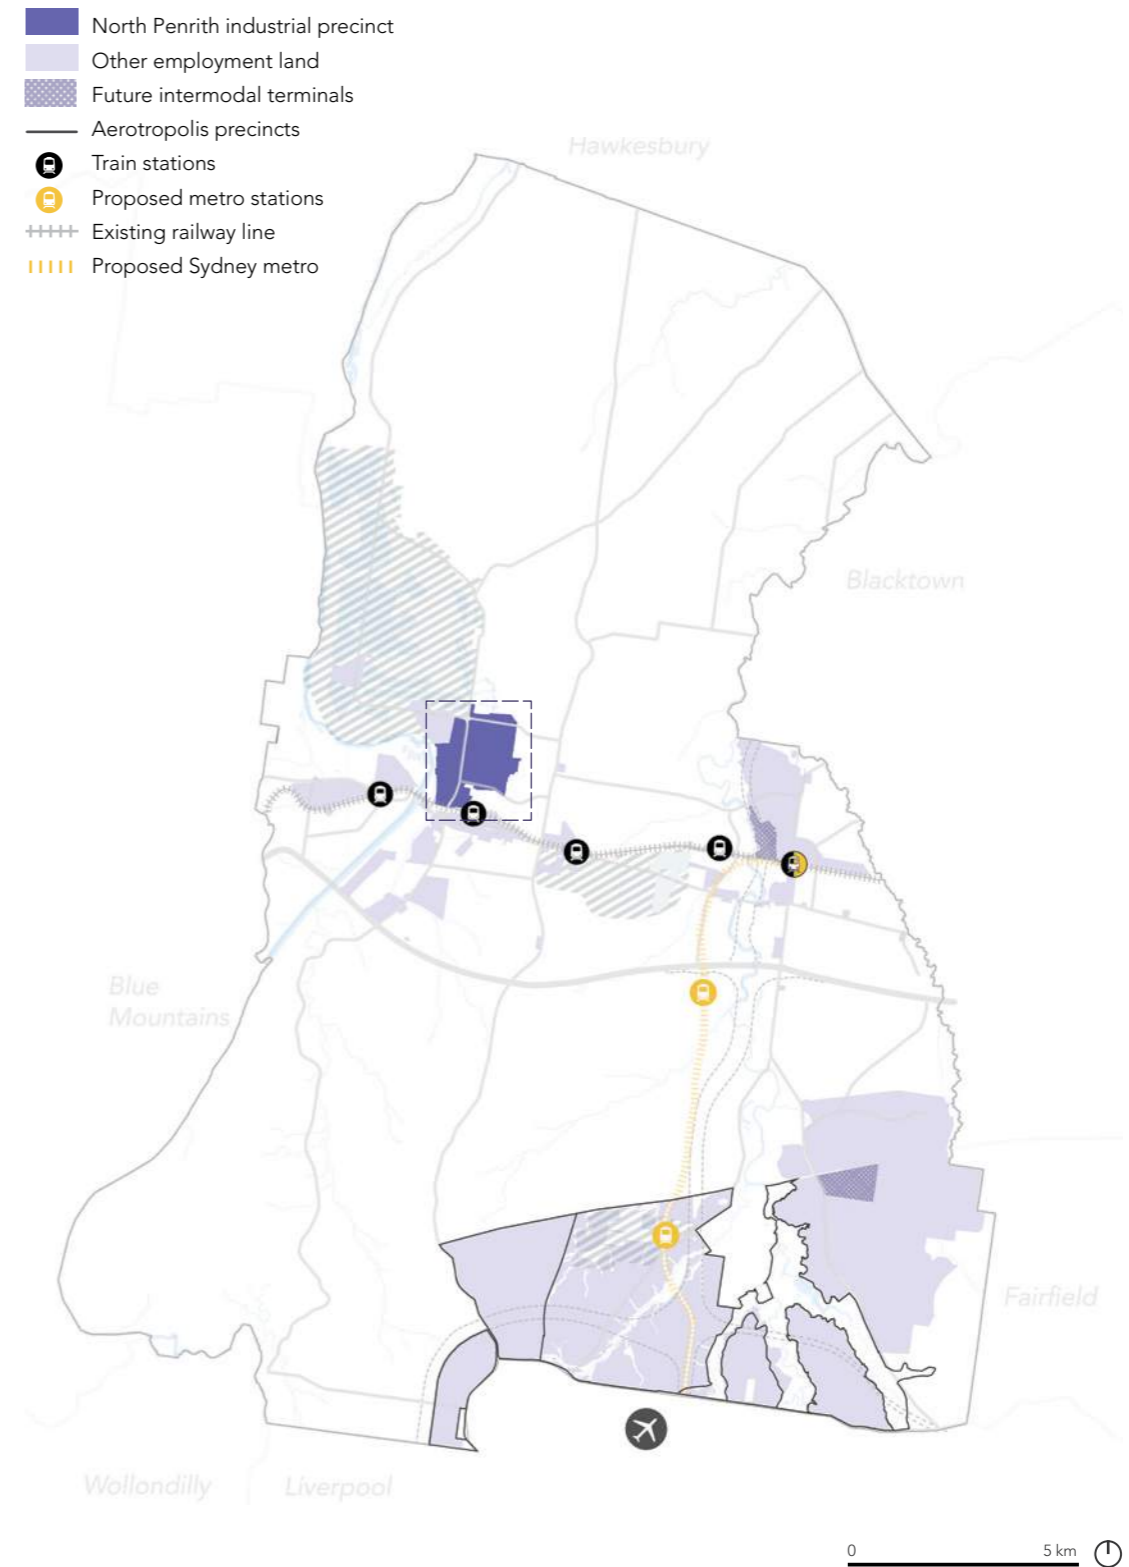 North Penrith industrial precinct
Other employment land
Future intermodal terminals
Aerotropolis precincts
Train stations
Proposed metro stations
Existing railway line
Proposed Sydney metro
Hawkesbury
Blacktown
Blue
Mountains
Fairfield
Wollondilly
Liverpool
0 5 km